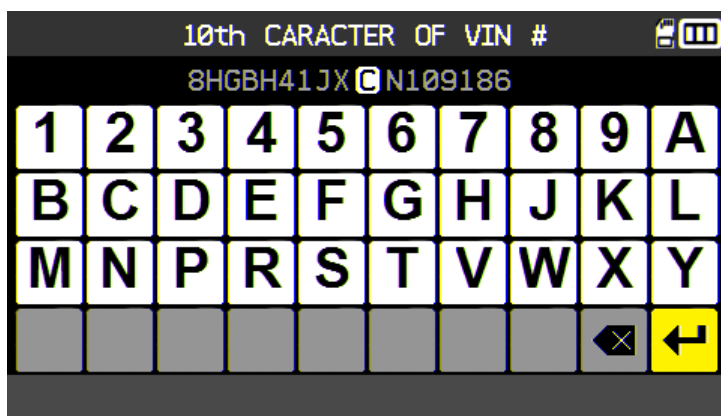 10th CARACTER OF VIN #
8HGBH41JXCN109186
1 2 3 4 5 6 7 8 9 A
B C D E F G H J K L
M N P R S T V W X Y